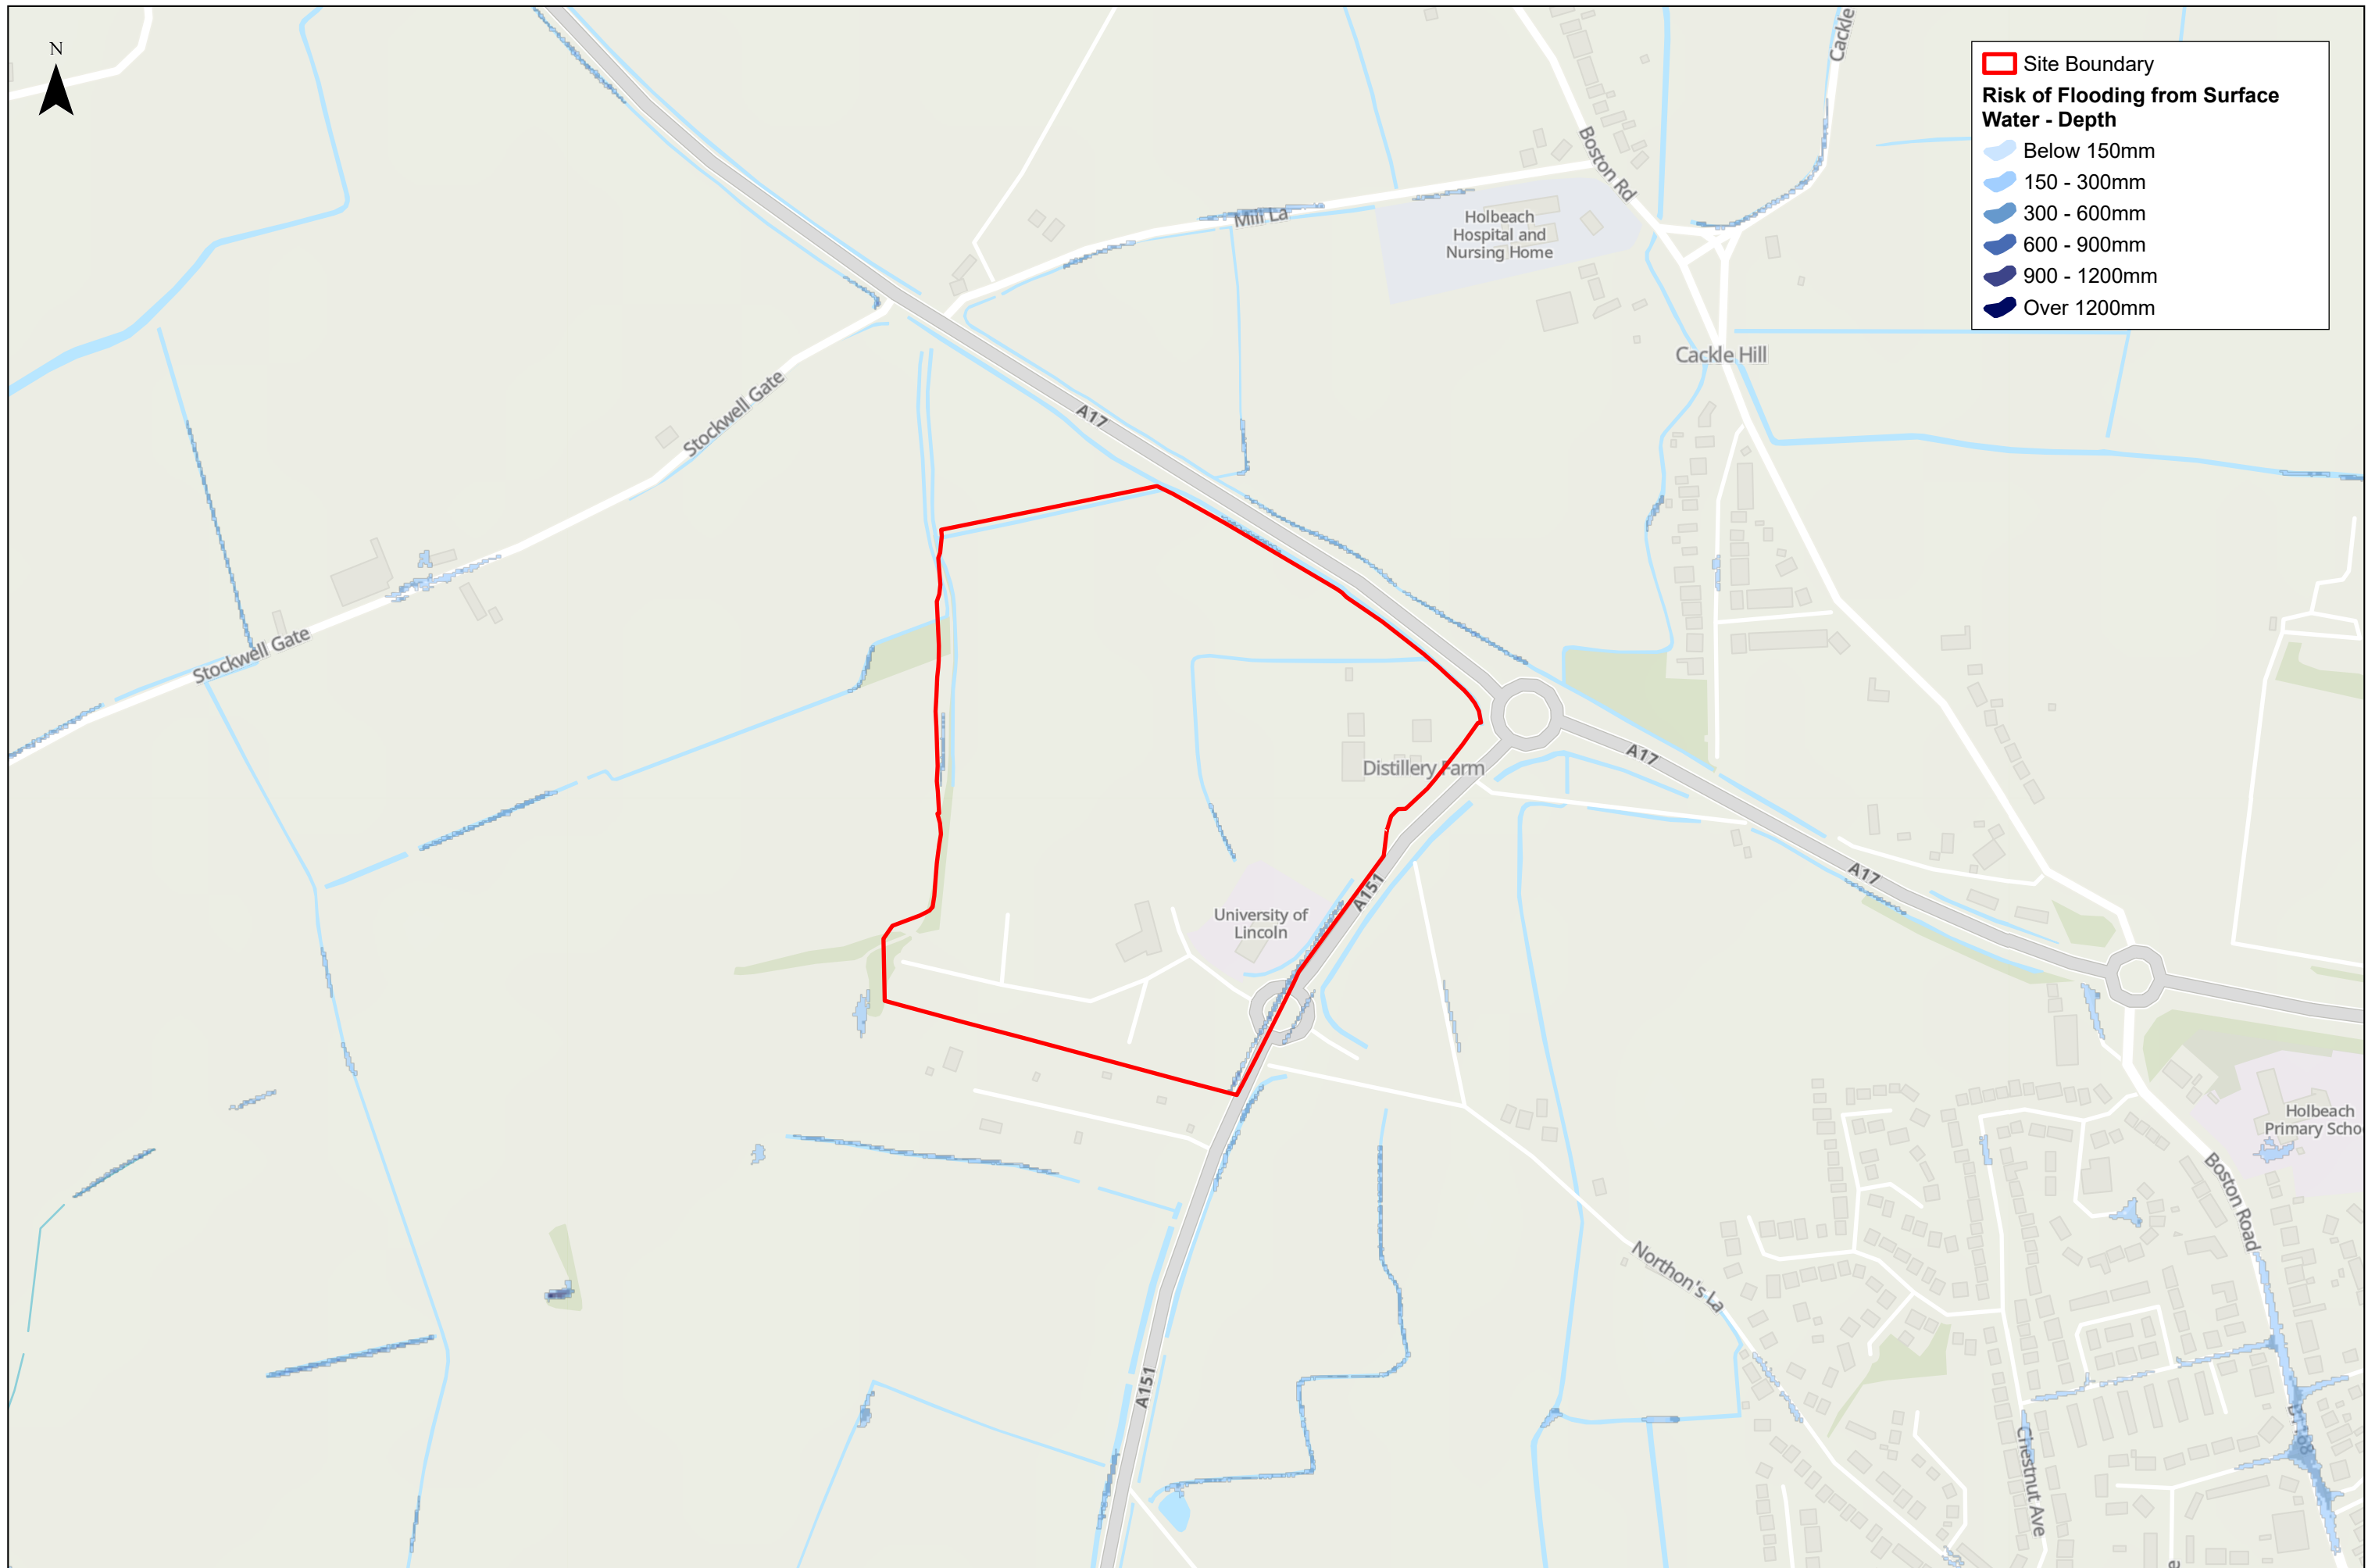 N
Site Boundary
Risk of Flooding from Surface
Water - Depth
Below 150mm
150 - 300mm
300 - 600mm
600 - 900mm
900 - 1200mm
Over 1200mm
Cackle
Boston Rd
Mill La
Holbeach
Hospital and
Nursing Home
Cackle Hill
Stockwell Gate
A17
Stockwell Gate
Distillery Farm
A17
A17
A151
University of
Lincoln
Holbeach
Primary Schoo
Boston Road
Northon's La
A151
Chestnut Ave